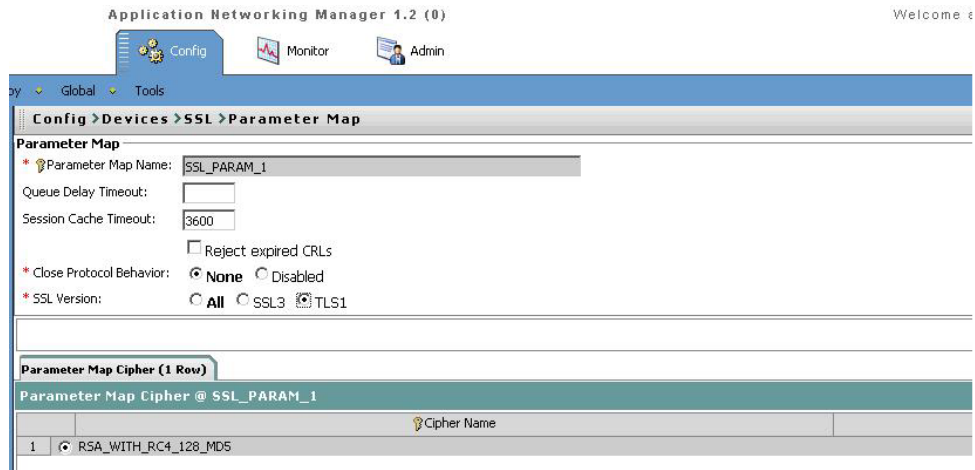 Application Networking Manager 1.2 (0)
Welcome a
Config
Monitor
Admin
oy Global Tools
Config >Devices >SSL >Parameter Map
Parameter Map
* Parameter Map Name: SSL_PARAM_1
Queue Delay Timeout:
Session Cache Timeout: 3600
Reject expired CRLs
* Close Protocol Behavior: None Disabled
* SSL Version: All SSL3 TLS1
Parameter Map Cipher (1 Row)
Parameter Map Cipher @ SSL_PARAM_1
Cipher Name
1 RSA_WITH_RC4_128_MD5